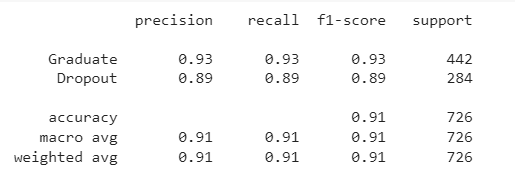 precision recall f1-score support
Graduate 0.93 0.93 0.93 442
Dropout 0.89 0.89 0.89 284
accuracy 0.91 726
macro avg 0.91 0.91 0.91 726
weighted avg 0.91 0.91 0.91 726